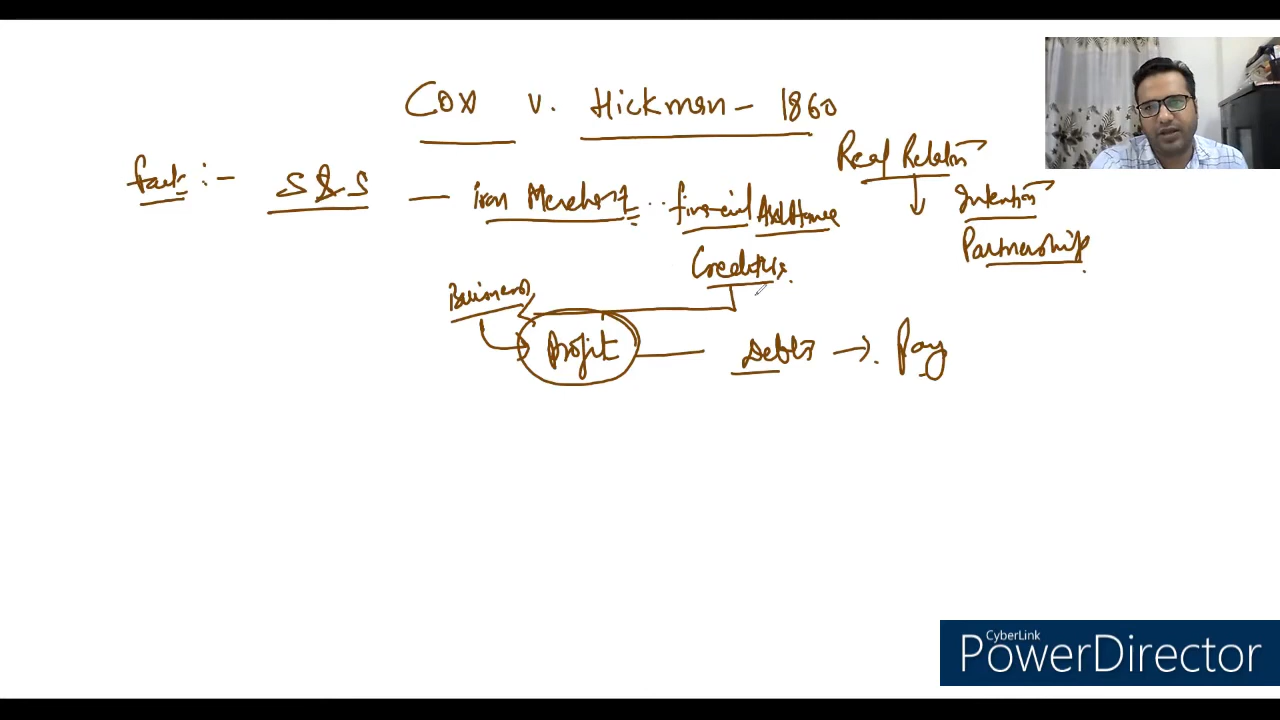 Cox v. Hickman - 1860
Real Relation
fact :- S&S — Iron Merchant .. financial Assistance
Intention
Partnership
Creditors
Business
Profit — Debts → Pay
CyberLink
PowerDirector